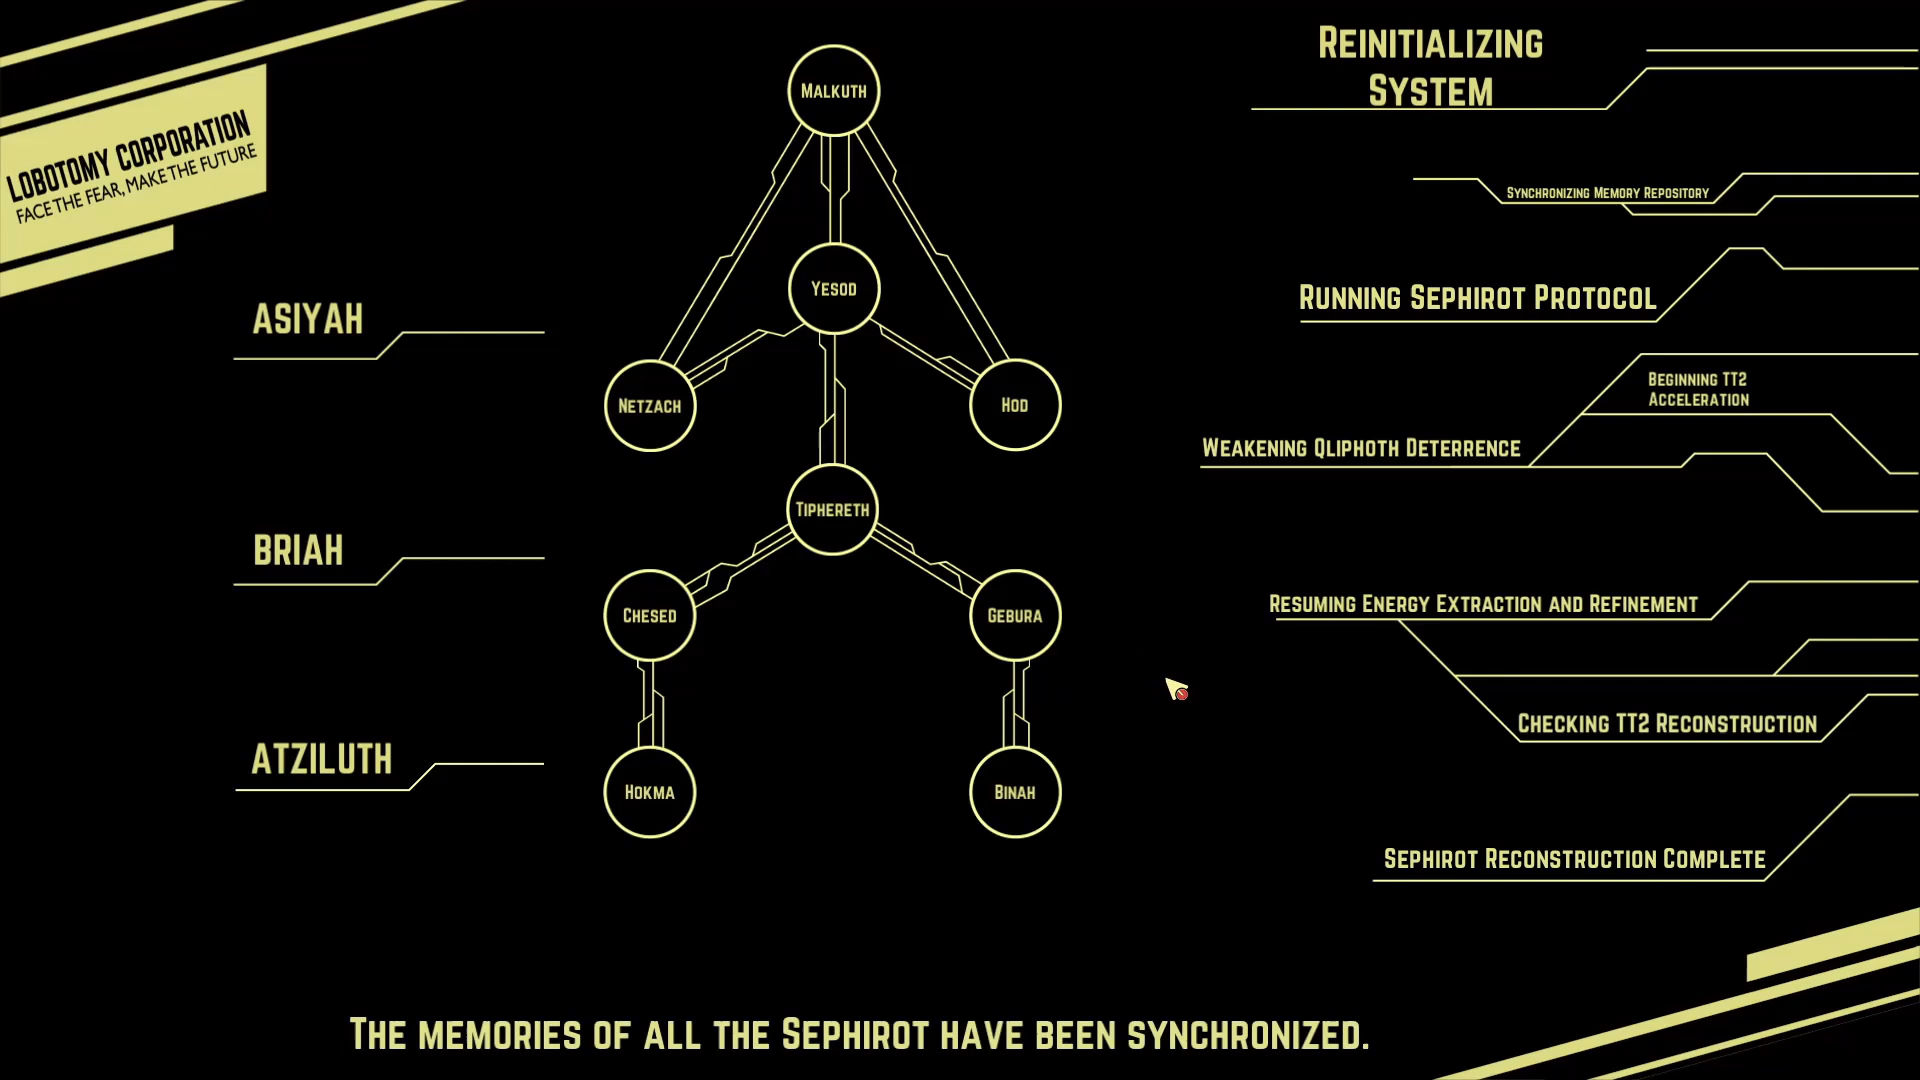 LOBOTOMY CORPORATION
FACE THE FEAR, MAKE THE FUTURE
ASIYAH
BRIAH
ATZILUTH
MALKUTH
YESOD
NETZACH
HOD
TIPHERETH
CHESED
GEBURA
HOKMA
BINAH
REINITIALIZING
SYSTEM
SYNCHRONIZING MEMORY REPOSITORY
RUNNING SEPHIROT PROTOCOL
BEGINNING TT2
ACCELERATION
WEAKENING QLIPHOTH DETERRENCE
RESUMING ENERGY EXTRACTION AND REFINEMENT
CHECKING TT2 RECONSTRUCTION
SEPHIROT RECONSTRUCTION COMPLETE
THE MEMORIES OF ALL THE SEPHIROT HAVE BEEN SYNCHRONIZED.